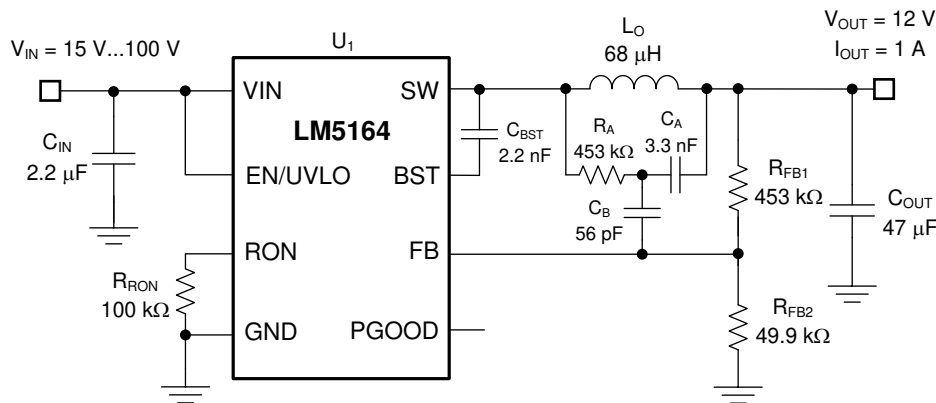 V_IN = 15 V...100 V
U_1
L_O
68 μH
V_OUT = 12 V
I_OUT = 1 A
VIN
SW
LM5164
C_IN
2.2 μF
C_BST
2.2 nF
R_A
453 kΩ
C_A
3.3 nF
EN/UVLO
BST
R_FB1
453 kΩ
C_OUT
47 μF
C_B
56 pF
RON
FB
R_RON
100 kΩ
GND
PGOOD
R_FB2
49.9 kΩ